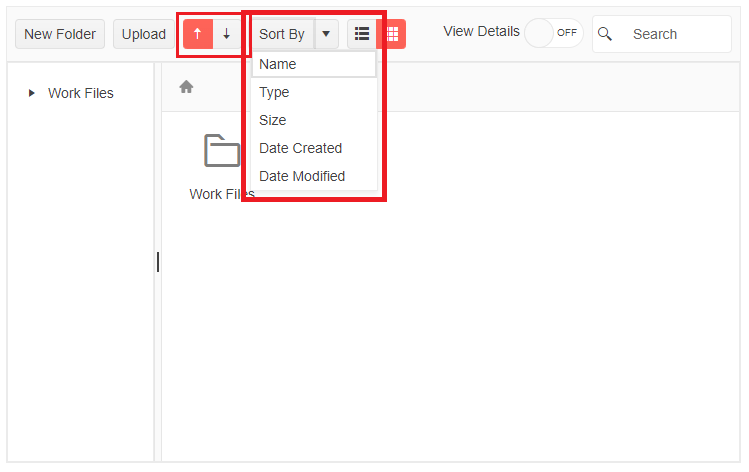 New Folder Upload Sort By View Details OFF Search
Work Files
Name
Type
Size
Date Created
Date Modified
Work Files